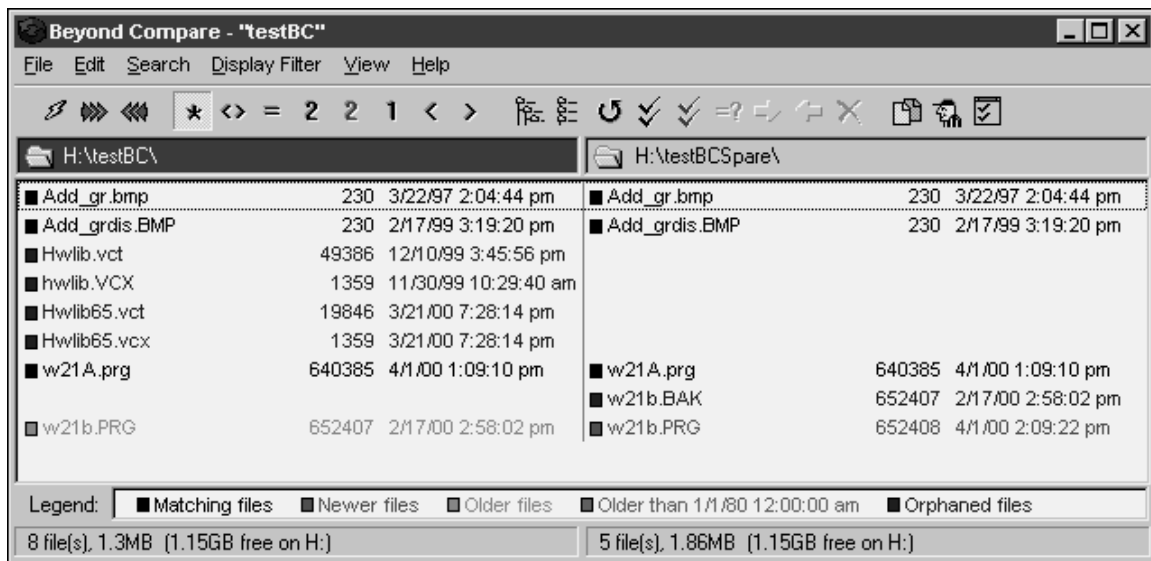 Beyond Compare - "testBC"
File Edit Search Display Filter View Help
* <> = 2 2 1 < > =?
H:\testBC\ H:\testBCSpare\
Add_gr.bmp 230 3/22/97 2:04:44 pm Add_gr.bmp 230 3/22/97 2:04:44 pm
Add_grdis.BMP 230 2/17/99 3:19:20 pm Add_grdis.BMP 230 2/17/99 3:19:20 pm
Hwlib.vct 49386 12/10/99 3:45:56 pm
hwlib.VCX 1359 11/30/99 10:29:40 am
Hwlib65.vct 19846 3/21/00 7:28:14 pm
Hwlib65.vcx 1359 3/21/00 7:28:14 pm
w21A.prg 640385 4/1/00 1:09:10 pm w21A.prg 640385 4/1/00 1:09:10 pm
w21b.BAK 652407 2/17/00 2:58:02 pm
w21b.PRG 652407 2/17/00 2:58:02 pm w21b.PRG 652408 4/1/00 2:09:22 pm
Legend: Matching files Newer files Older files Older than 1/1/80 12:00:00 am Orphaned files
8 file(s), 1.3MB (1.15GB free on H:) 5 file(s), 1.86MB (1.15GB free on H:)